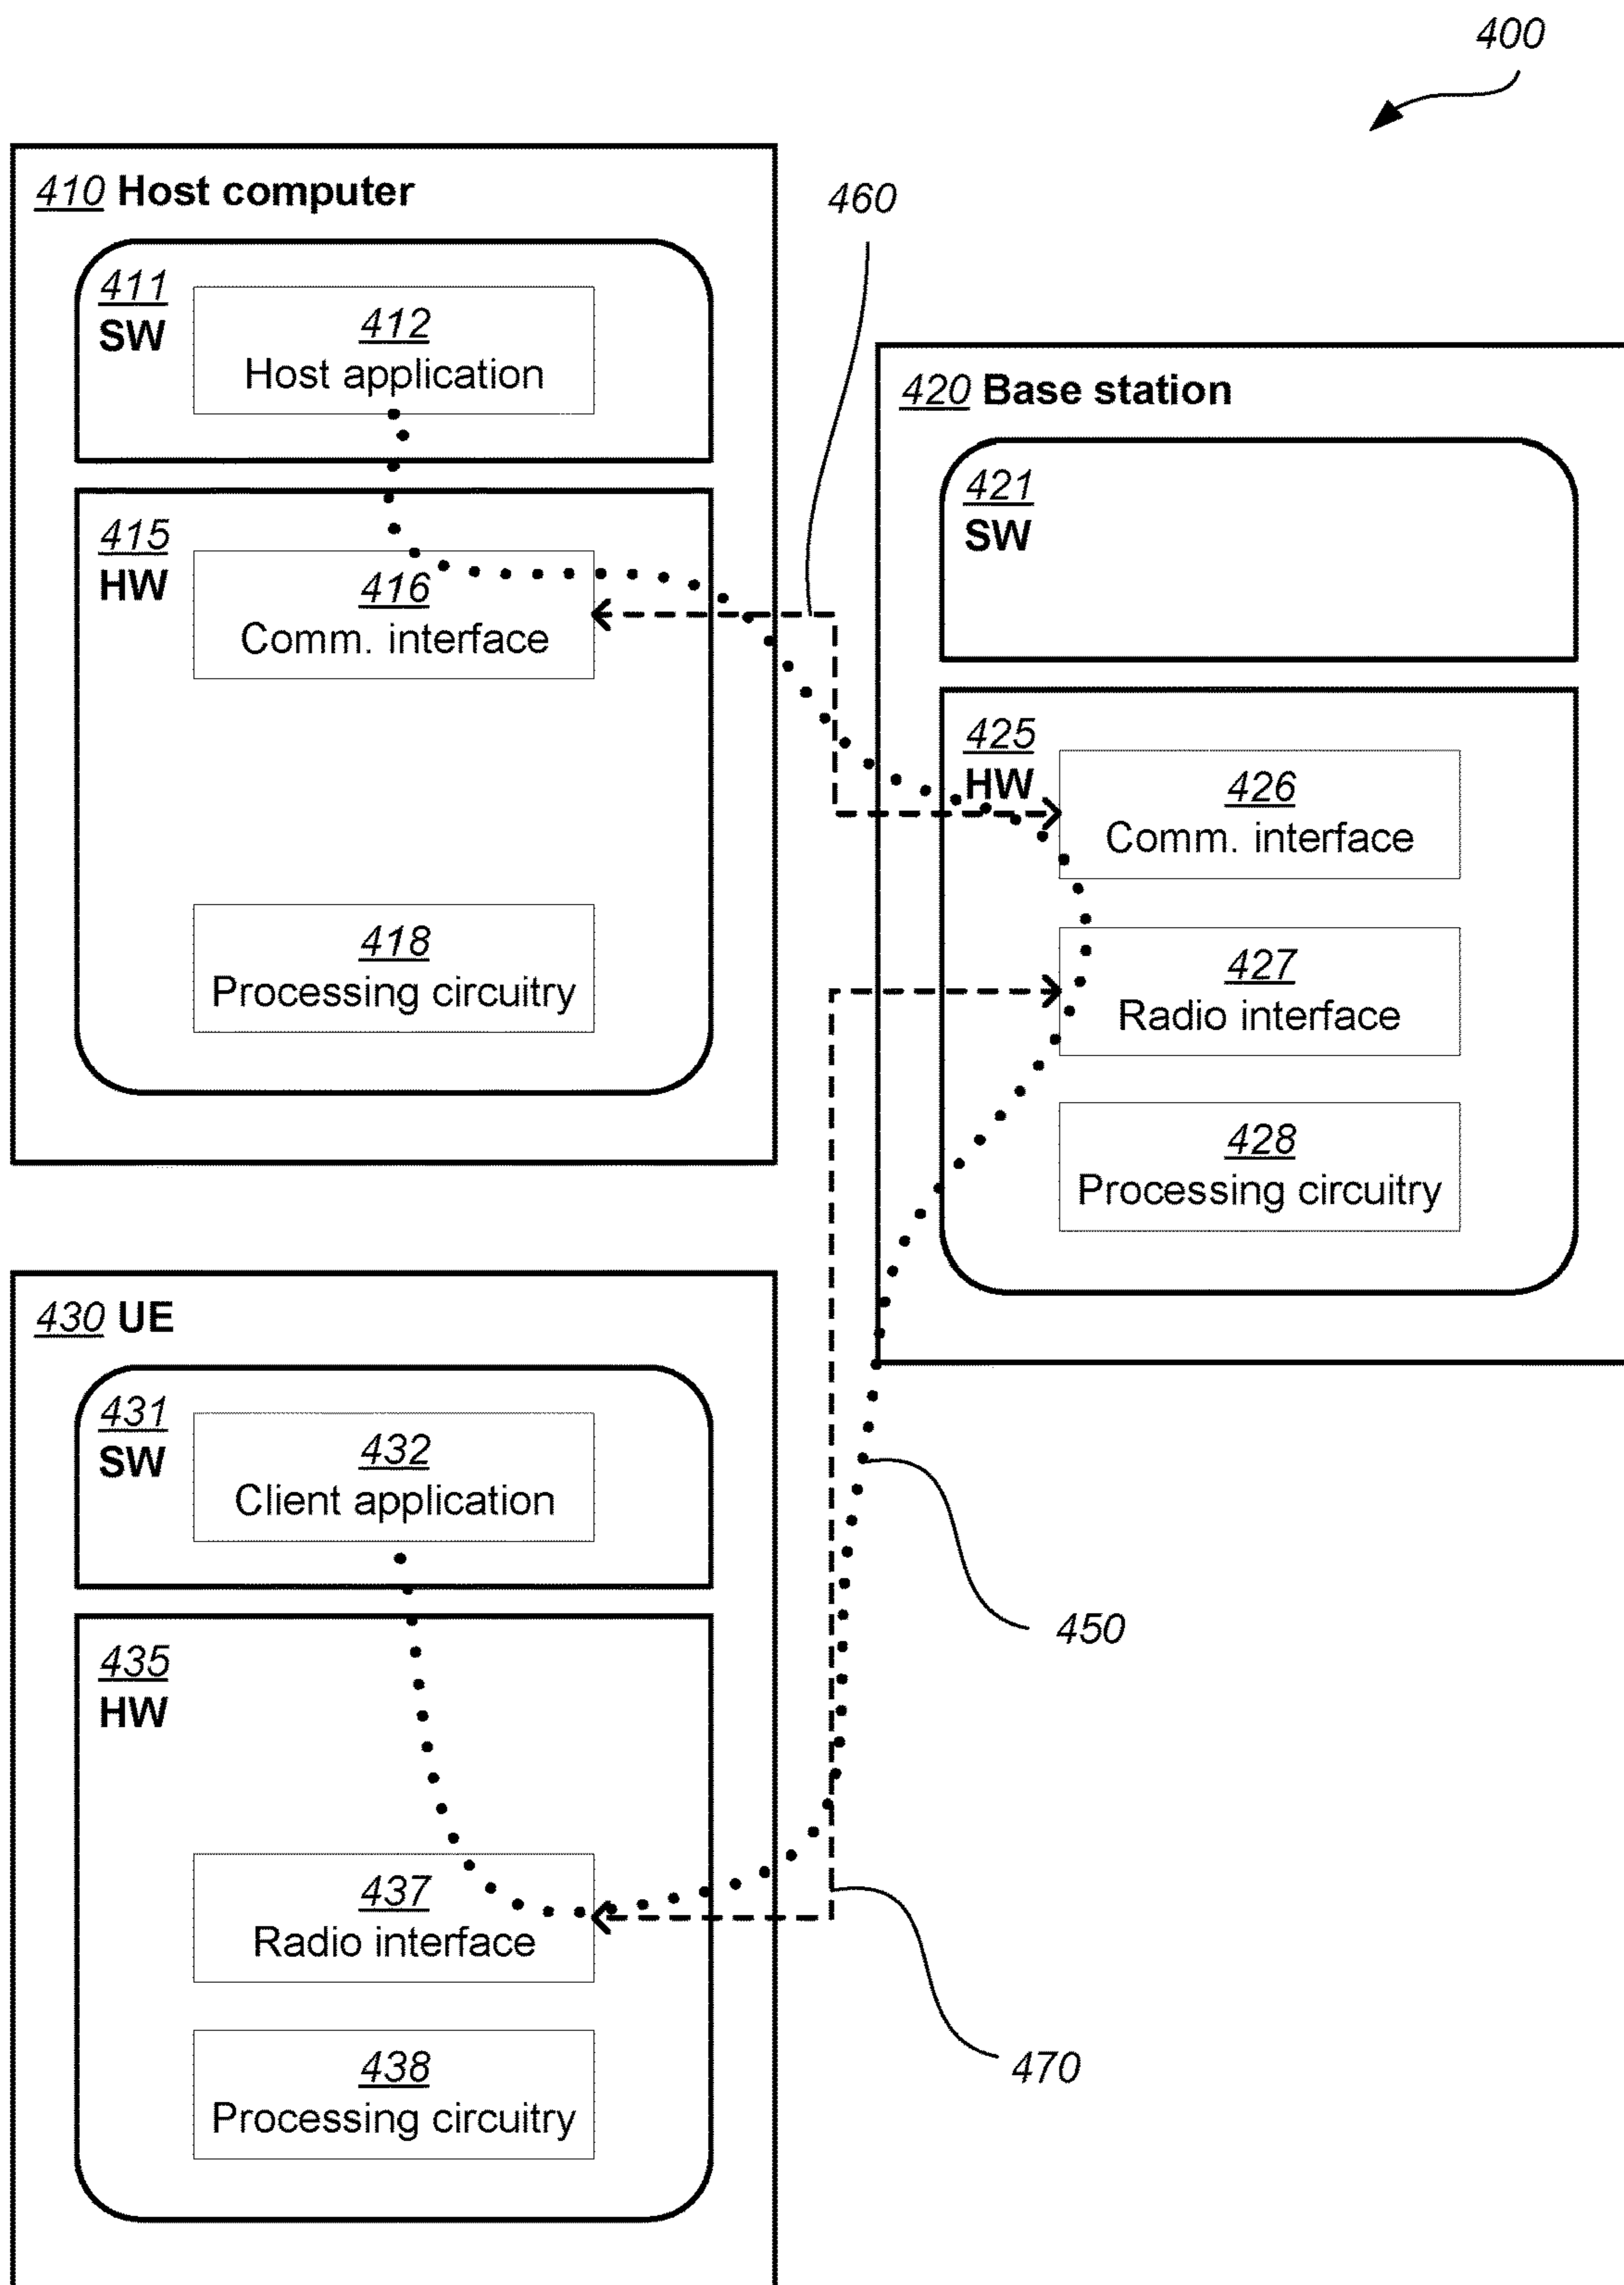 400
410 Host computer
411
SW
412
Host application
415
HW
416
Comm. interface
418
Processing circuitry
460
420 Base station
421
SW
425
HW
426
Comm. interface
427
Radio interface
428
Processing circuitry
430 UE
431
SW
432
Client application
435
HW
437
Radio interface
438
Processing circuitry
450
470